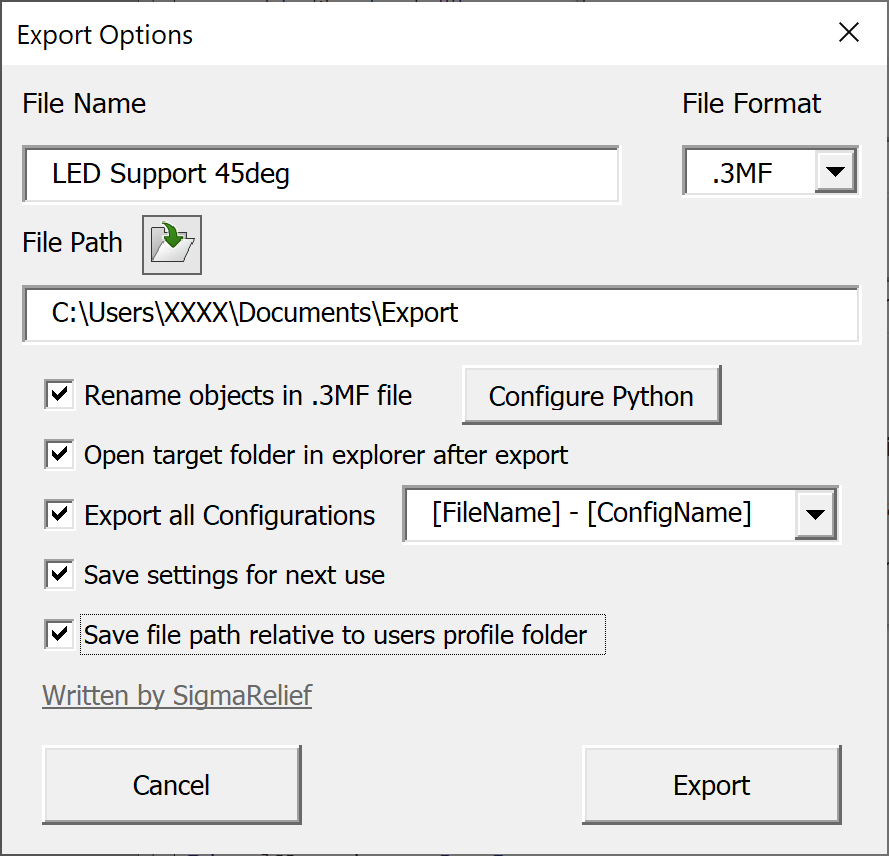 Export Options
File Name
File Format
LED Support 45deg
.3MF
File Path
C:\Users\XXXX\Documents\Export
Rename objects in .3MF file
Configure Python
Open target folder in explorer after export
Export all Configurations
[FileName] - [ConfigName]
Save settings for next use
Save file path relative to users profile folder
Written by SigmaRelief
Cancel
Export